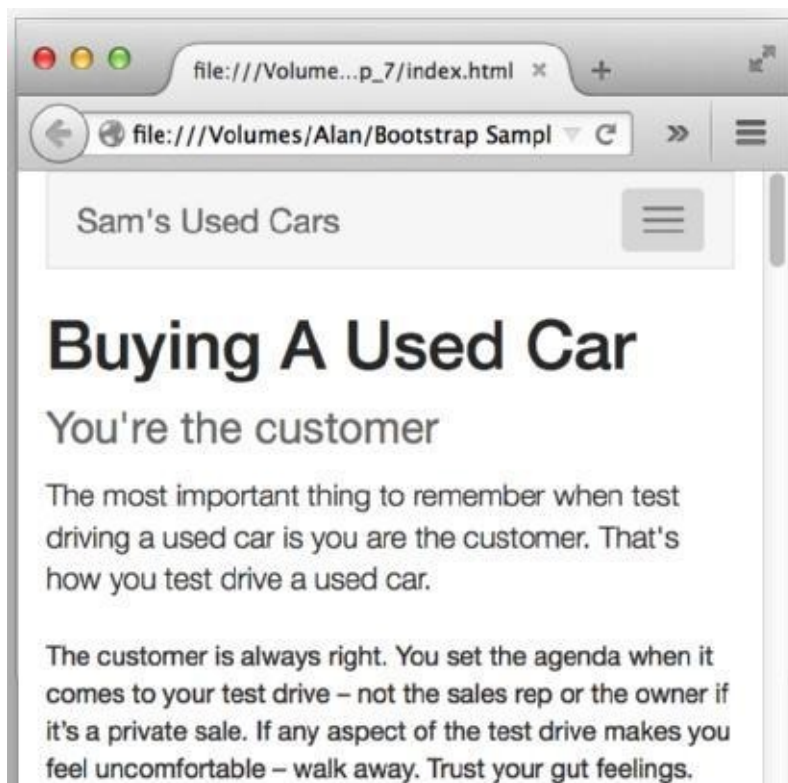 file:///Volume...p_7/index.html
file:///Volumes/Alan/Bootstrap Sampl
Sam's Used Cars
Buying A Used Car
You're the customer
The most important thing to remember when test
driving a used car is you are the customer. That's
how you test drive a used car.
The customer is always right. You set the agenda when it
comes to your test drive – not the sales rep or the owner if
it's a private sale. If any aspect of the test drive makes you
feel uncomfortable – walk away. Trust your gut feelings.